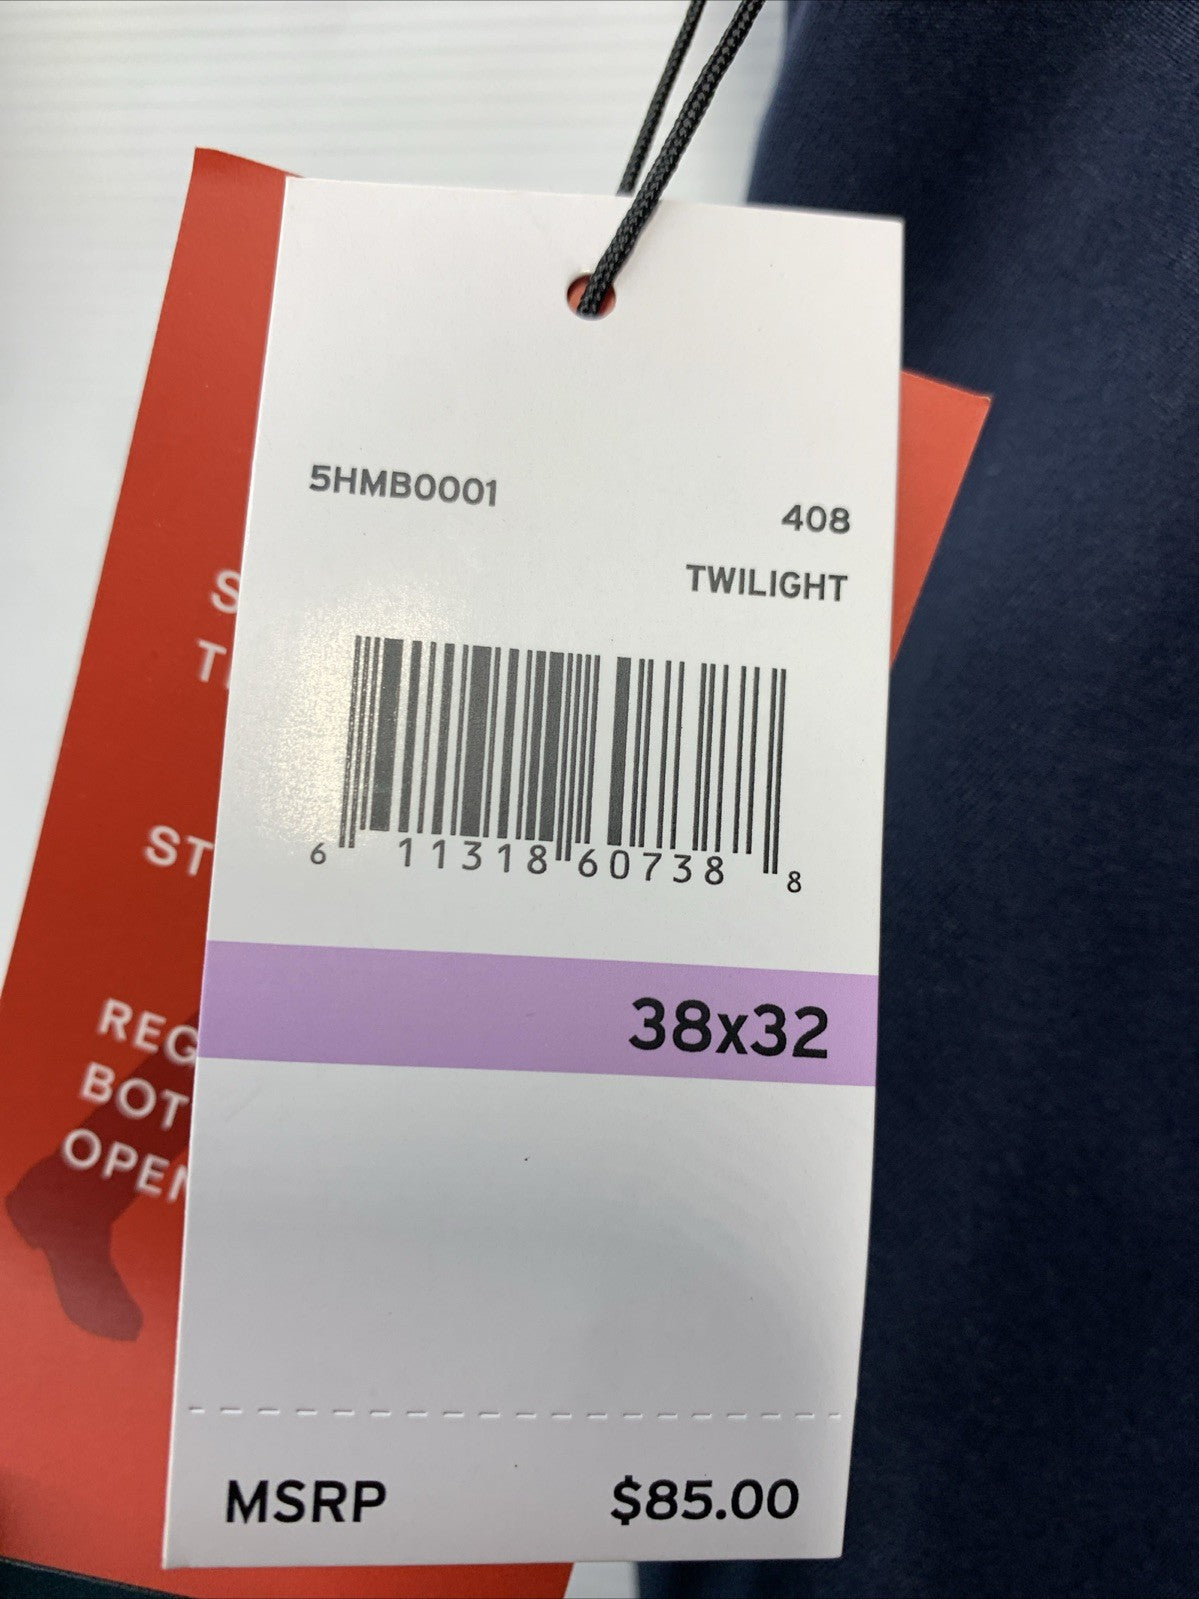 5HMB0001
408
TWILIGHT
6 11318 60738 8
38x32
MSRP $85.00
ST
REG
BOT
OPEN